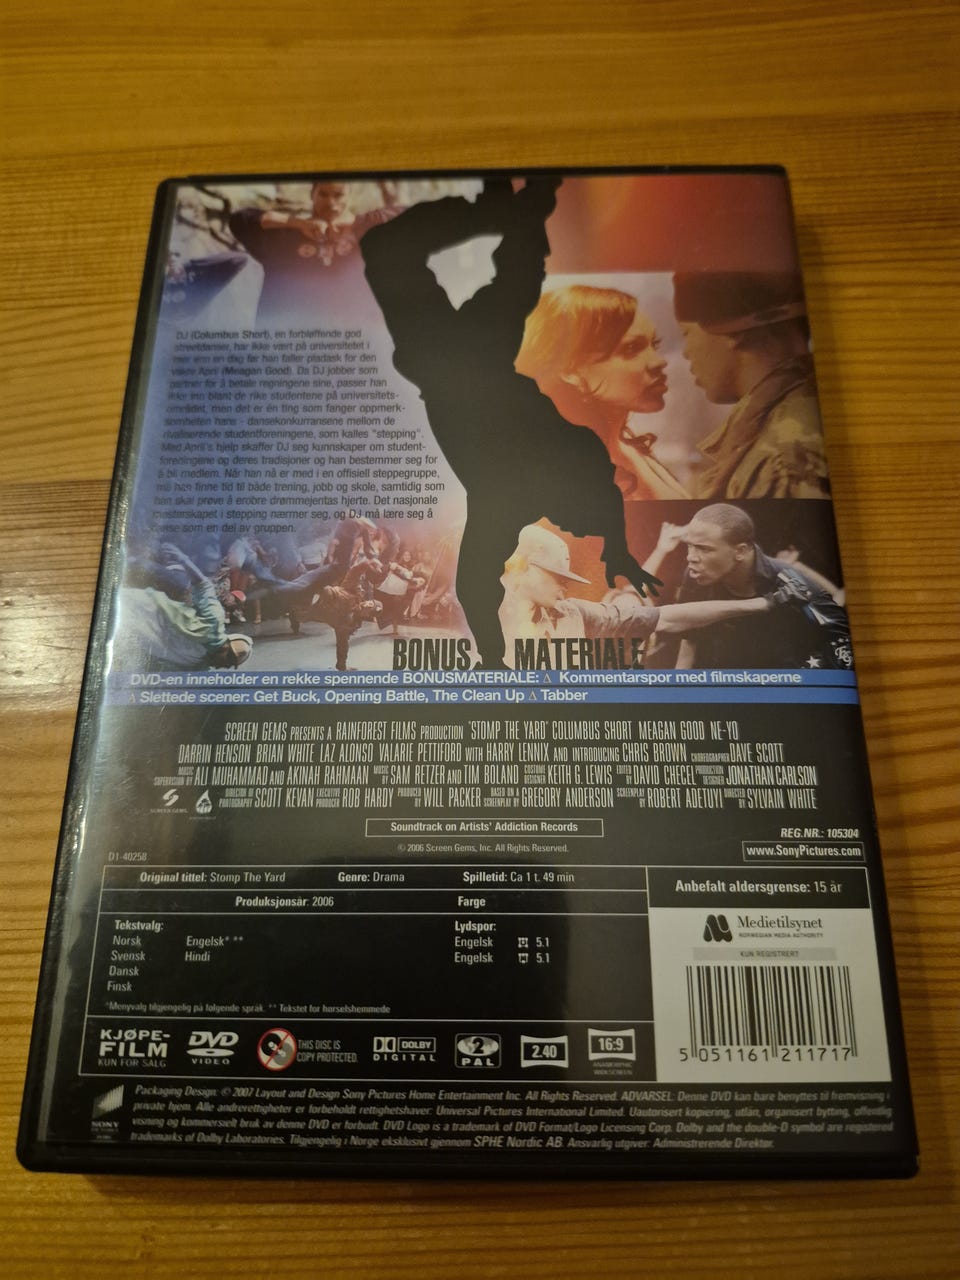 DJ (Columbus Short), en forbløffende god
streetdanser, har ikke vært på universitetet i
mer enn en dag før han faller pladask for den
vakre April (Meagan Good). Da DJ jobber som
partner for å betale regningene sine, passer han
ikke inn blant de rike studentene på universitets-
området, men det er én ting som fanger oppmerk-
somheten hans - dansekonkurransene mellom de
rivaliserende studentforeningene, som kalles "stepping".
Med April's hjelp skaffer DJ seg kunnskaper om student-
foreningene og deres tradisjoner og han bestemmer seg for
å bli medlem. Når han nå er med i en offisiell steppegruppe,
må han finne tid til både trening, jobb og skole, samtidig som
han skal prøve å erobre drømmejentas hjerte. Det nasjonale
mesterskapet i stepping nærmer seg, og DJ må lære seg å
danse som en del av gruppen.
BONUS MATERIALE
DVD-en inneholder en rekke spennende BONUSMATERIALE: Δ Kommentarspor med filmskaperne
Δ Slettede scener: Get Buck, Opening Battle, The Clean Up Δ Tabber
SCREEN GEMS PRESENTS A RAINFOREST FILMS PRODUCTION 'STOMP THE YARD' COLUMBUS SHORT MEAGAN GOOD NE-YO
DARRIN HENSON BRIAN WHITE LAZ ALONSO VALARIE PETTIFORD WITH HARRY LENNIX AND INTRODUCING CHRIS BROWN CHOREOGRAPHER DAVE SCOTT
MUSIC SUPERVISION BY ALI MUHAMMAD AND AKINAH RAHMAAN MUSIC BY SAM RETZER AND TIM BOLAND COSTUME DESIGNER KEITH G. LEWIS EDITED BY DAVID CHECEL PRODUCTION DESIGNER JONATHAN CARLSON
DIRECTOR OF PHOTOGRAPHY SCOTT KEVAN EXECUTIVE PRODUCER ROB HARDY PRODUCED BY WILL PACKER BASED ON A SCREENPLAY BY GREGORY ANDERSON SCREENPLAY BY ROBERT ADETUYI DIRECTED BY SYLVAIN WHITE
SCREEN GEMS
Soundtrack on Artists' Addiction Records
REG.NR.: 105304
© 2006 Screen Gems, Inc. All Rights Reserved.
www.SonyPictures.com
D1-40258
Original tittel: Stomp The Yard Genre: Drama Spilletid: Ca 1 t. 49 min
Anbefalt aldersgrense: 15 år
Produksjonsår: 2006 Farge
Tekstvalg: Lydspor:
Norsk Engelsk* ** Engelsk 5.1
Svensk Hindi Engelsk 5.1
Dansk
Finsk
*Menyvalg tilgjengelig på følgende språk. ** Tekstet for hørselshemmede
Medietilsynet
NORWEGIAN MEDIA AUTHORITY
KUN REGISTRERT
5 051161 211717
KJØPE-
FILM
KUN FOR SALG
DVD
VIDEO
THIS DISC IS
COPY PROTECTED
DOLBY
DIGITAL
2
PAL
2.40
16:9
ANAMORPHIC
WIDESCREEN
SONY
Packaging Design: © 2007 Layout and Design Sony Pictures Home Entertainment Inc. All Rights Reserved. ADVARSEL: Denne DVD kan bare benyttes til fremvisning i
private hjem. Alle andrerettigheter er forbeholdt rettighetshaver: Universal Pictures International Limited. Uautorisert kopiering, utlån, organisert bytting, offentlig
visning og kommersielt bruk av denne DVD er forbudt. DVD Logo is a trademark of DVD Format/Logo Licensing Corp. Dolby and the double-D symbol are registered
trademarks of Dolby Laboratories. Tilgjengelig i Norge eksklusivt gjennom SPHE Nordic AB. Ansvarlig utgiver: Administrerende Direktør.